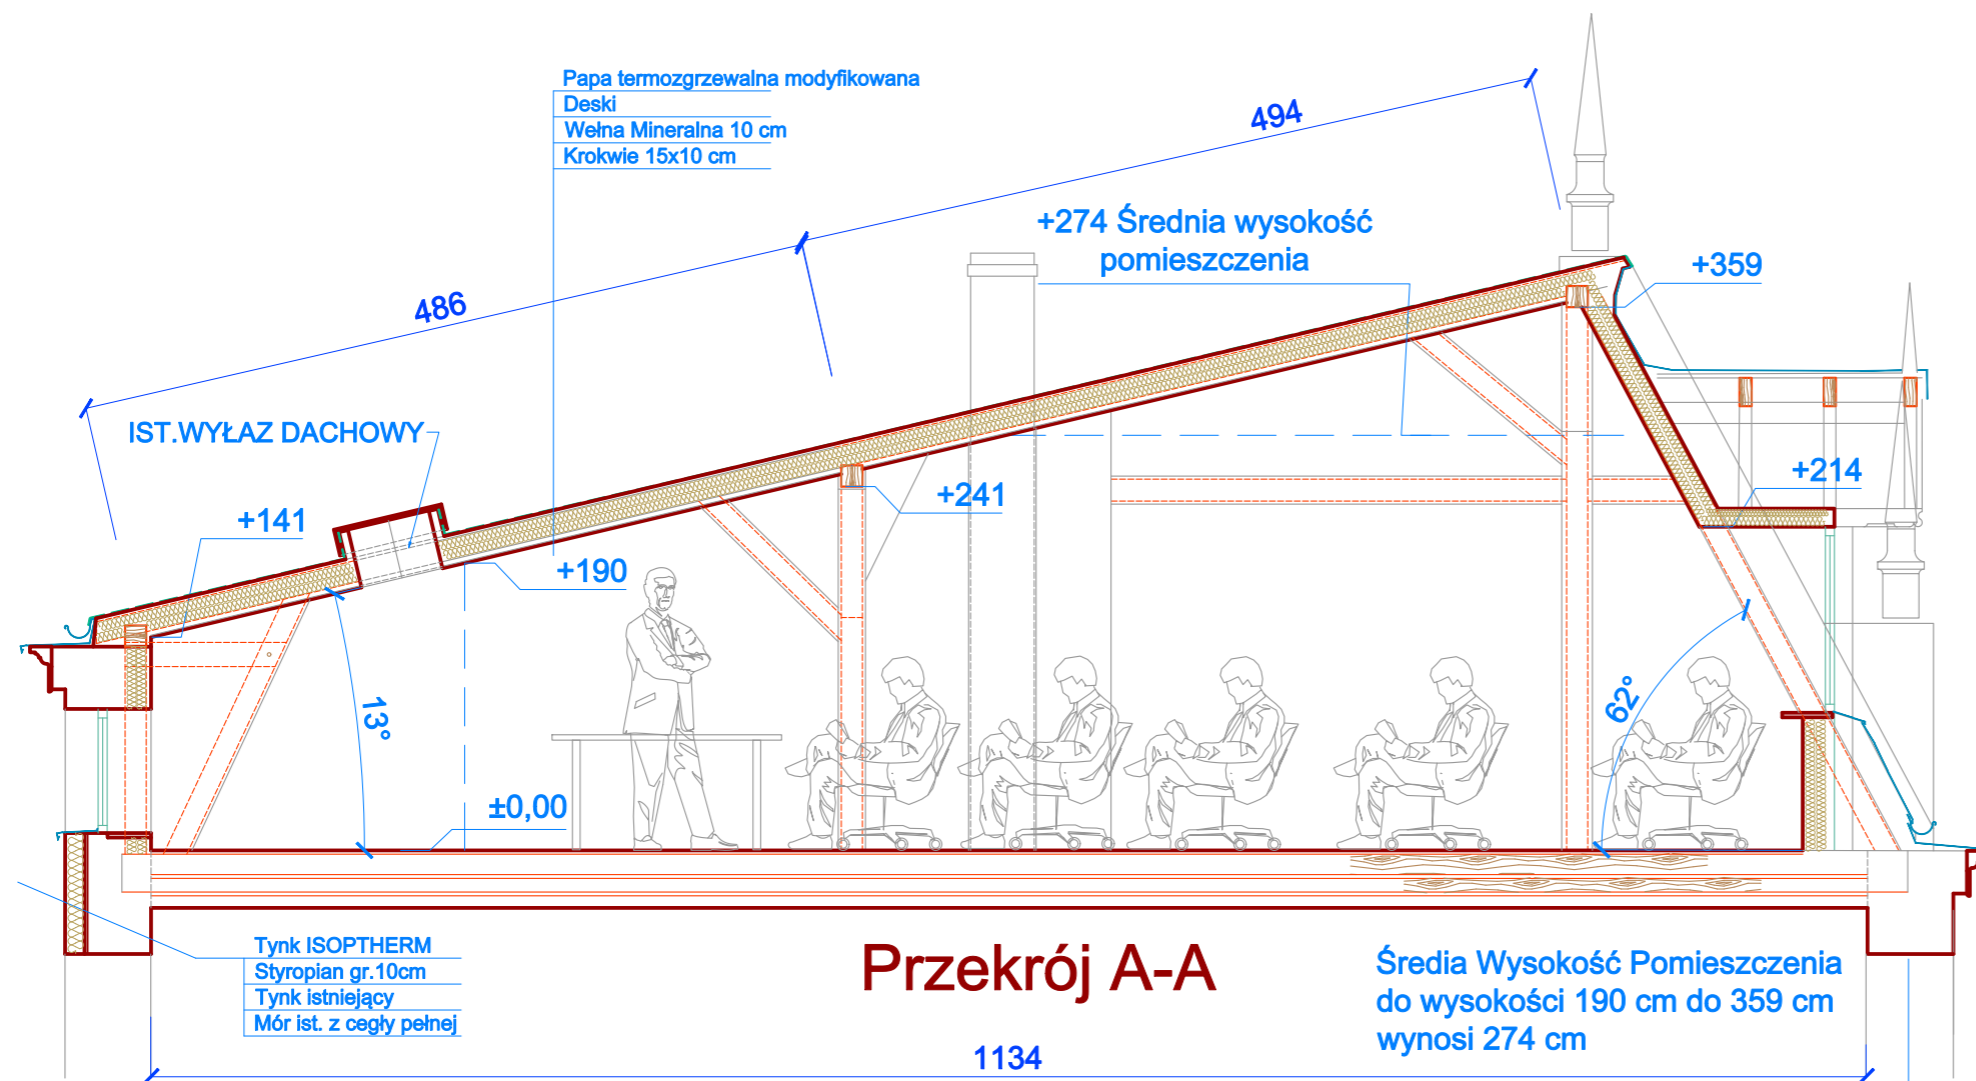 Papa termozgrzewalna modyfikowana
Deski
Wełna Mineralna 10 cm
Krokwie 15x10 cm
494
+274 Średnia wysokość
pomieszczenia
+359
486
IST.WYŁAZ DACHOWY
+214
+241
+141
+190
13°
62°
±0,00
Tynk ISOPTHERM
Styropian gr.10cm
Tynk istniejący
Mór ist. z cegły pełnej
Przekrój A-A
Średia Wysokość Pomieszczenia
do wysokości 190 cm do 359 cm
wynosi 274 cm
1134